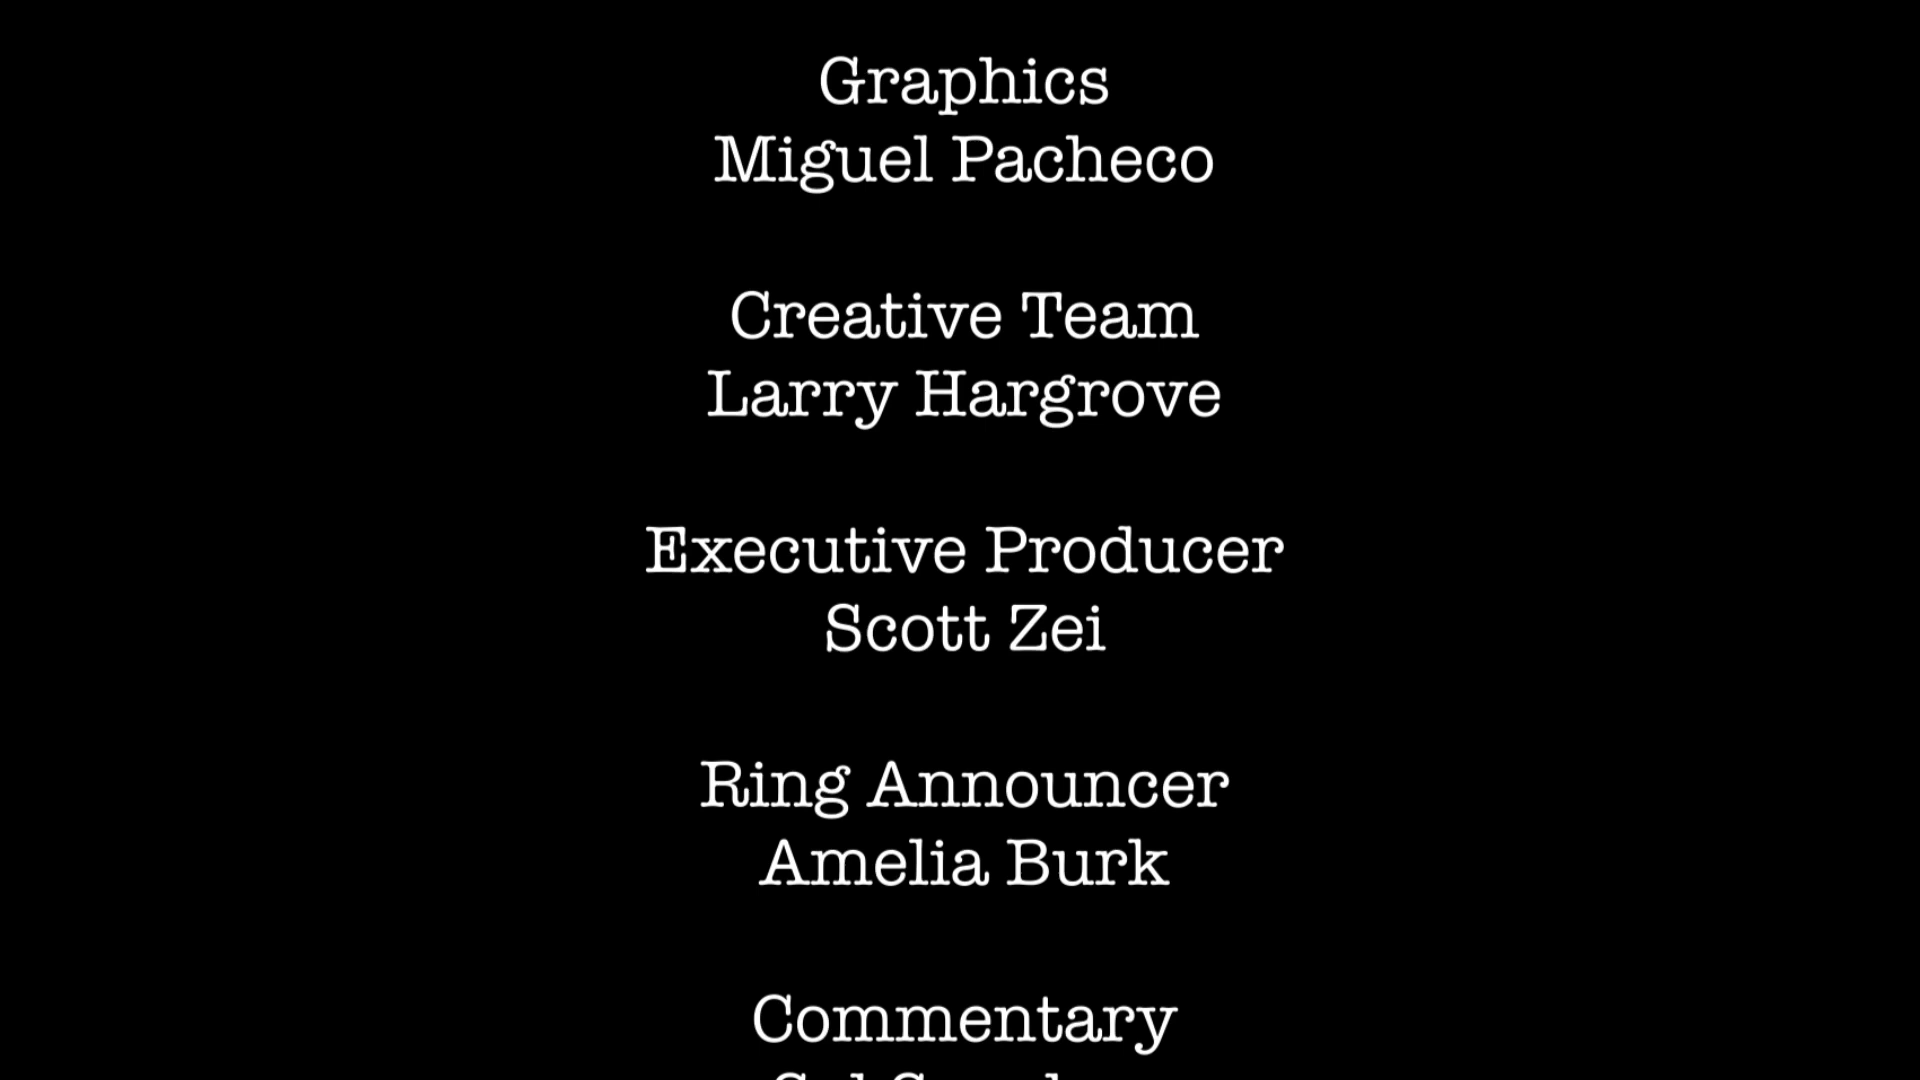 Graphics
Miguel Pacheco
Creative Team
Larry Hargrove
Executive Producer
Scott Zei
Ring Announcer
Amelia Burk
Commentary